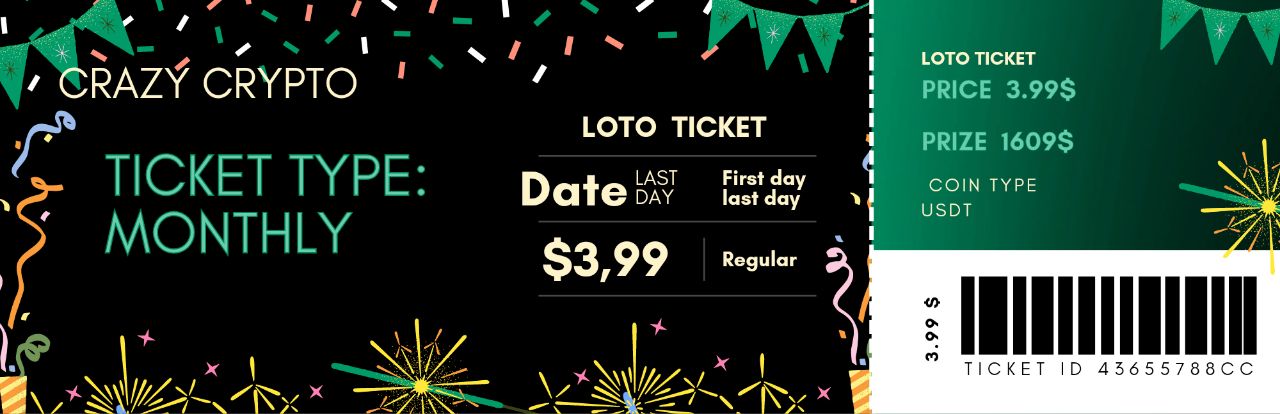 CRAZY CRYPTO
TICKET TYPE:
MONTHLY
LOTO TICKET
Date LAST DAY First day last day
$3,99 Regular
LOTO TICKET
PRICE 3.99$
PRIZE 1609$
COIN TYPE
USDT
3.99 $
TICKET ID 43655788CC